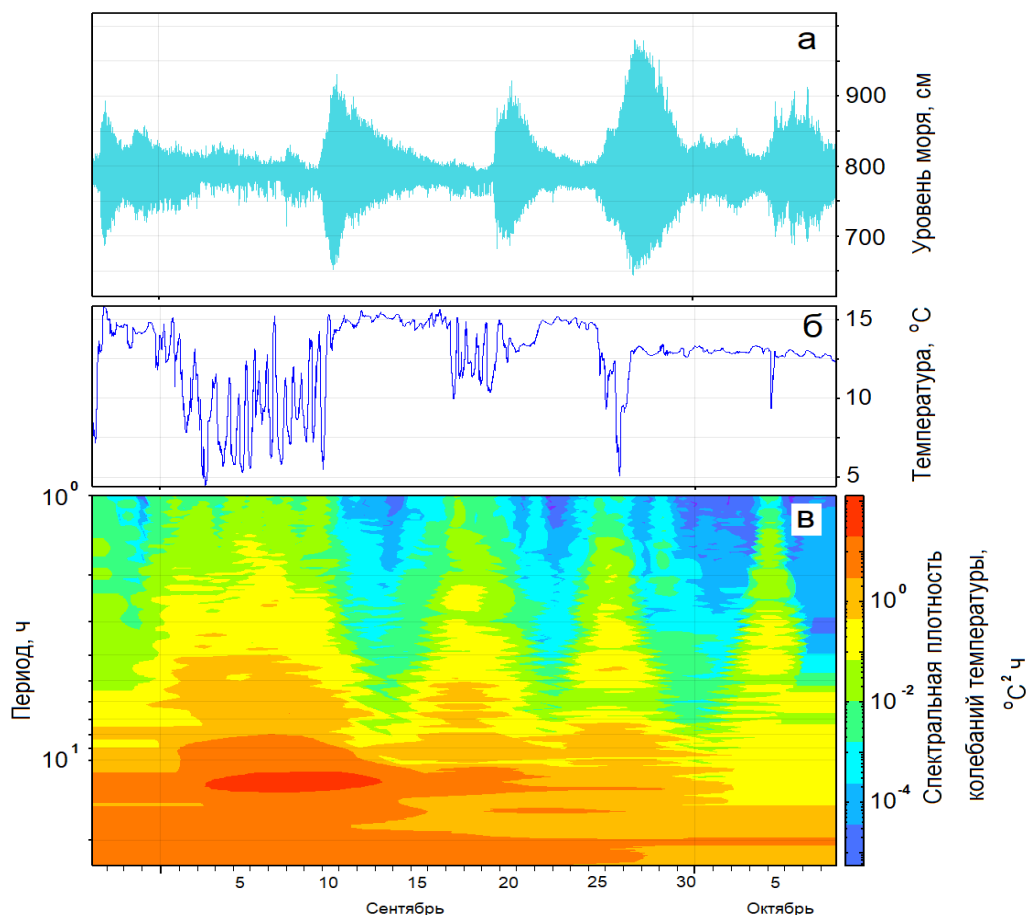 а
900
800
700
Уровень моря, см
б
15
10
5
Температура, °С
10⁰
10¹
Период, ч
в
10⁰
10⁻²
10⁻⁴
Спектральная плотность
колебаний температуры,
°С² ч
5 10 15 20 25 30 5
Сентябрь Октябрь